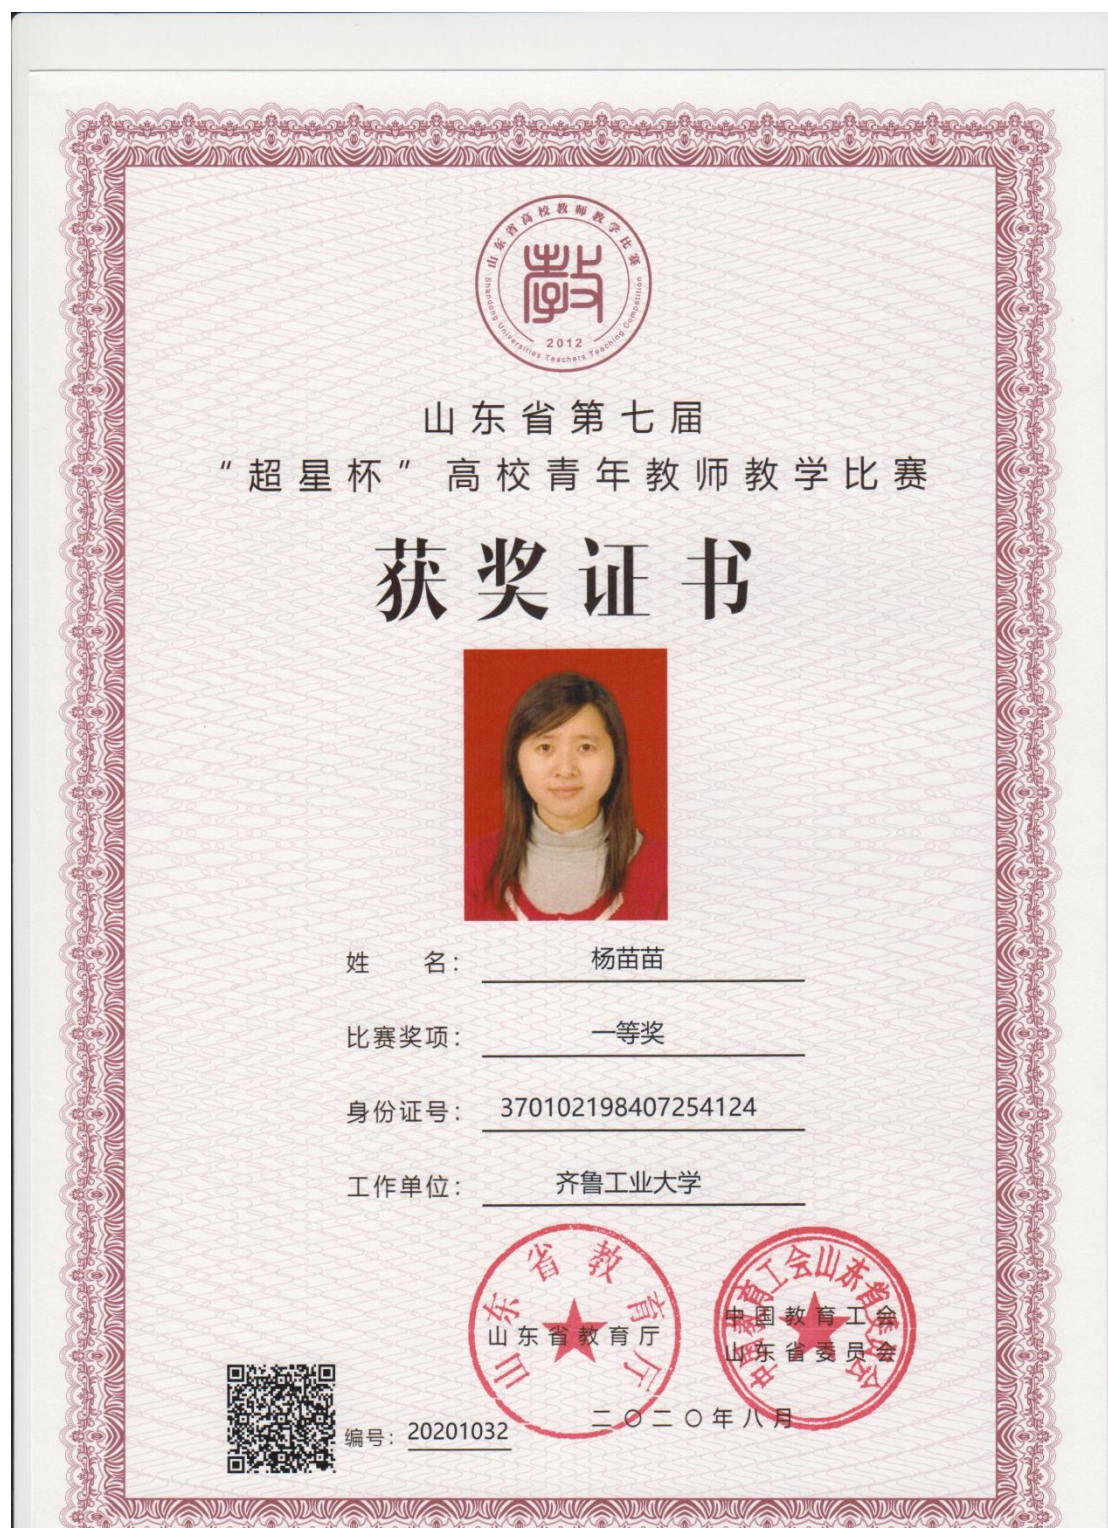 山东省高校教师教学比赛
教
2012
Shandong Universities Teachers Teaching Competition
山东省第七届
“超星杯”高校青年教师教学比赛
获奖证书
姓 名：杨苗苗
比赛奖项：一等奖
身份证号：370102198407254124
工作单位：齐鲁工业大学
山东省教育厅
山东省教育厅
中国教育工会山东省委员会
中国教育工会
山东省委员会
二〇二〇年八月
编号：20201032